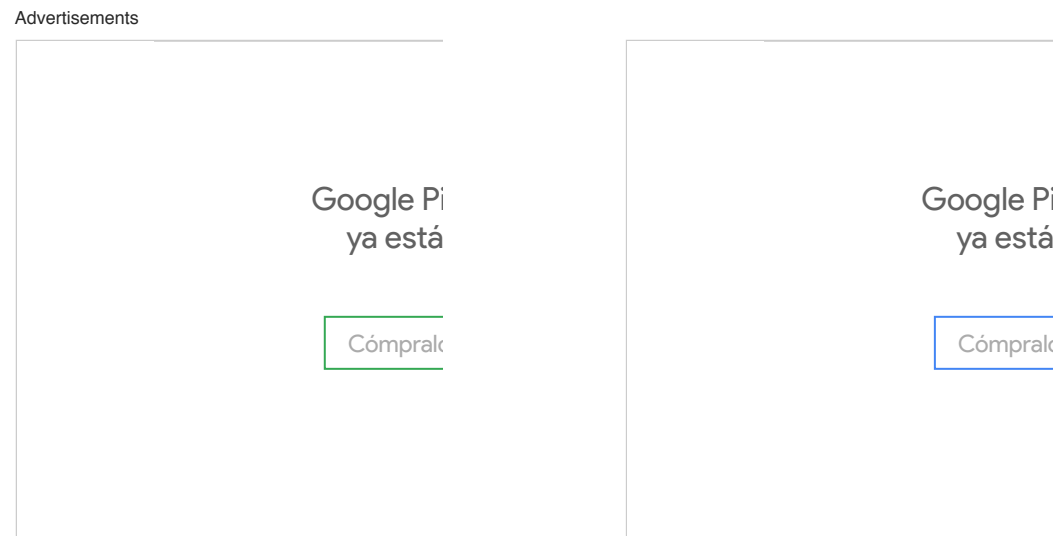 Advertisements
Google Pi
ya está
Cómpralo
Google Pi
ya está
Cómpralo